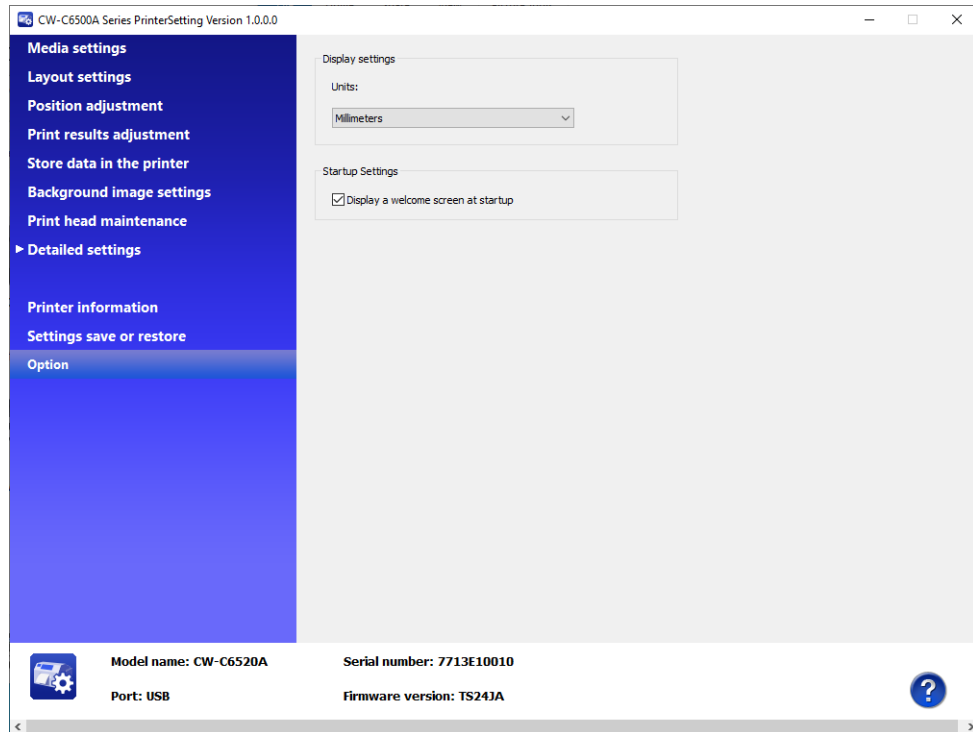 CW-C6500A Series PrinterSetting Version 1.0.0.0
Media settings
Layout settings
Position adjustment
Print results adjustment
Store data in the printer
Background image settings
Print head maintenance
Detailed settings
Printer information
Settings save or restore
Option
Display settings
Units:
Millimeters
Startup Settings
Display a welcome screen at startup
Model name: CW-C6520A
Serial number: 7713E10010
Port: USB
Firmware version: TS24JA
?